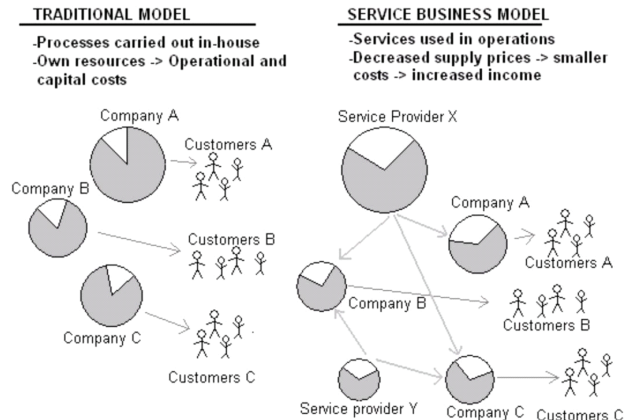 TRADITIONAL MODEL
-Processes carried out in-house
-Own resources -> Operational and
capital costs
Company A
Customers A
Company B
Customers B
Company C
Customers C
SERVICE BUSINESS MODEL
-Services used in operations
-Decreased supply prices -> smaller
costs -> increased income
Service Provider X
Company A
Customers A
Company B
Customers B
Service provider Y
Company C
Customers C